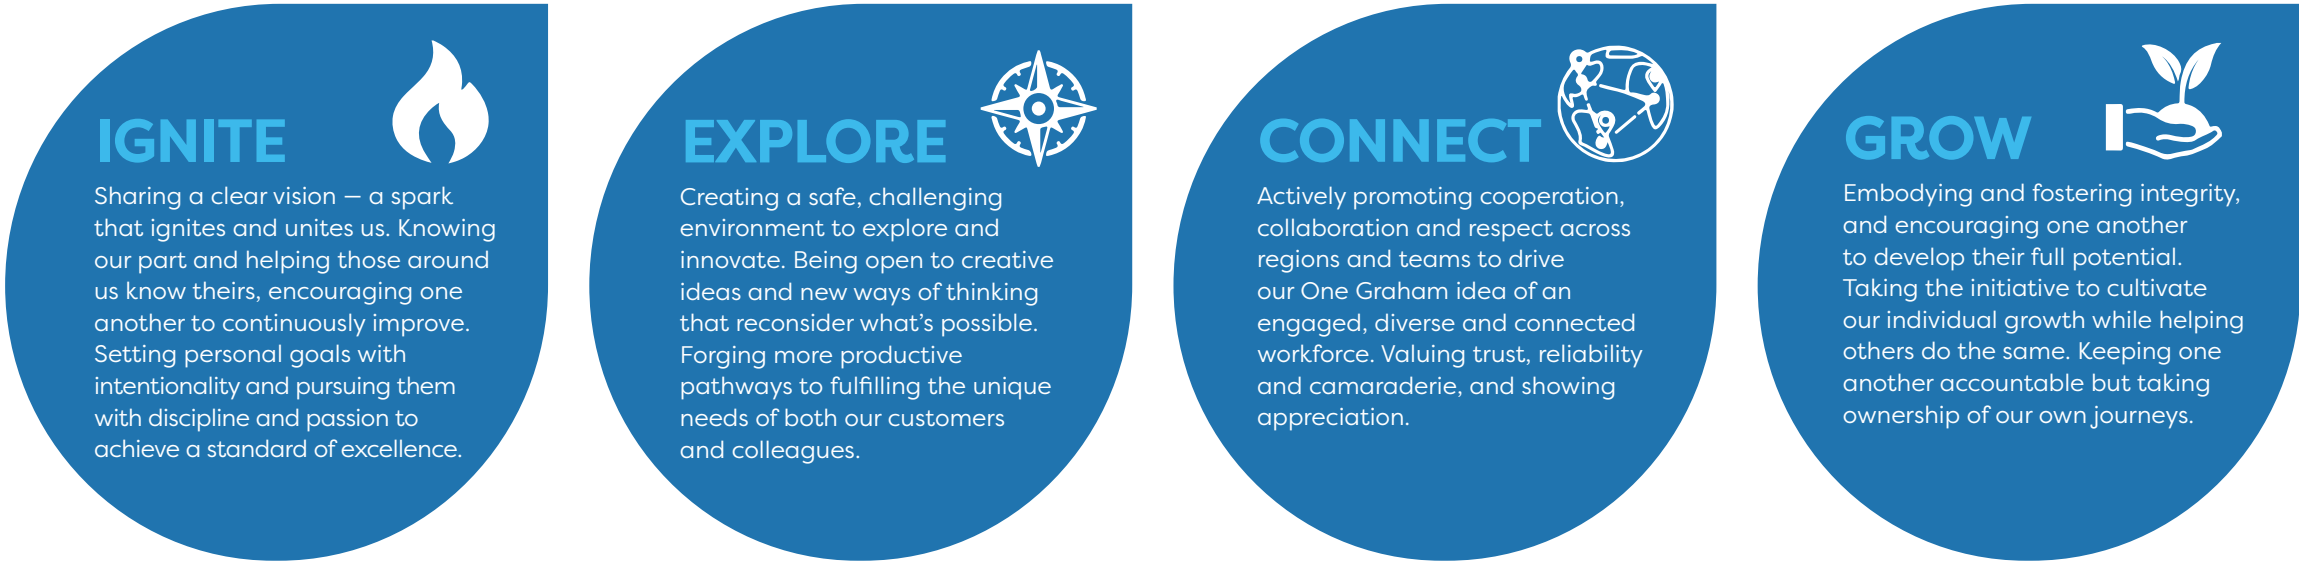 IGNITE
Sharing a clear vision — a spark
that ignites and unites us. Knowing
our part and helping those around
us know theirs, encouraging one
another to continuously improve.
Setting personal goals with
intentionality and pursuing them
with discipline and passion to
achieve a standard of excellence.
EXPLORE
Creating a safe, challenging
environment to explore and
innovate. Being open to creative
ideas and new ways of thinking
that reconsider what’s possible.
Forging more productive
pathways to fulfilling the unique
needs of both our customers
and colleagues.
CONNECT
Actively promoting cooperation,
collaboration and respect across
regions and teams to drive
our One Graham idea of an
engaged, diverse and connected
workforce. Valuing trust, reliability
and camaraderie, and showing
appreciation.
GROW
Embodying and fostering integrity,
and encouraging one another
to develop their full potential.
Taking the initiative to cultivate
our individual growth while helping
others do the same. Keeping one
another accountable but taking
ownership of our own journeys.